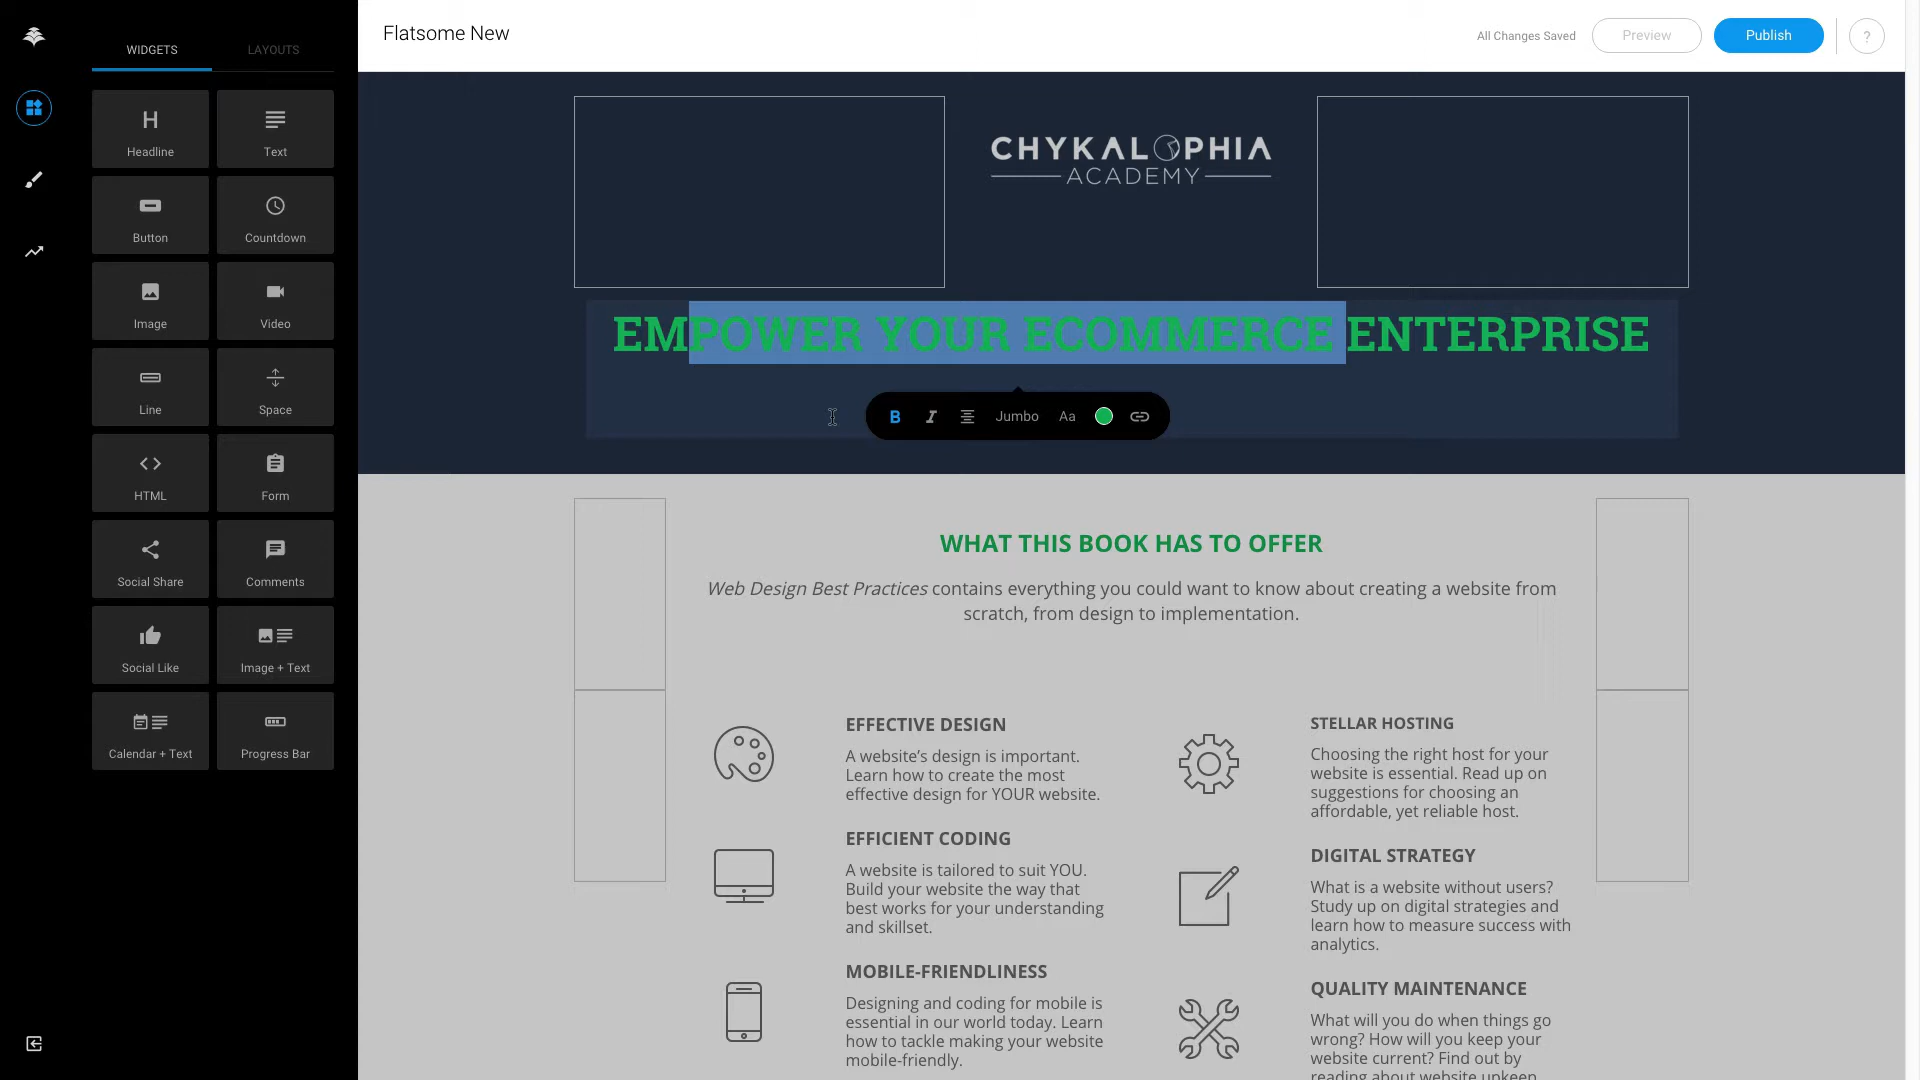 WIDGETS
LAYOUTS
Flatsome New
All Changes Saved
Preview
Publish
?
H
Headline
Text
Button
Countdown
Image
Video
Line
Space
HTML
Form
Social Share
Comments
Social Like
Image + Text
Calendar + Text
Progress Bar
CHYKALOPHIA
ACADEMY
EMPOWER YOUR ECOMMERCE ENTERPRISE
B I Jumbo Aa
WHAT THIS BOOK HAS TO OFFER
Web Design Best Practices contains everything you could want to know about creating a website from
scratch, from design to implementation.
EFFECTIVE DESIGN
A website’s design is important.
Learn how to create the most
effective design for YOUR website.
EFFICIENT CODING
A website is tailored to suit YOU.
Build your website the way that
best works for your understanding
and skillset.
MOBILE-FRIENDLINESS
Designing and coding for mobile is
essential in our world today. Learn
how to tackle making your website
mobile-friendly.
STELLAR HOSTING
Choosing the right host for your
website is essential. Read up on
suggestions for choosing an
affordable, yet reliable host.
DIGITAL STRATEGY
What is a website without users?
Study up on digital strategies and
learn how to measure success with
analytics.
QUALITY MAINTENANCE
What will you do when things go
wrong? How will you keep your
website current? Find out by
reading about website upkeep